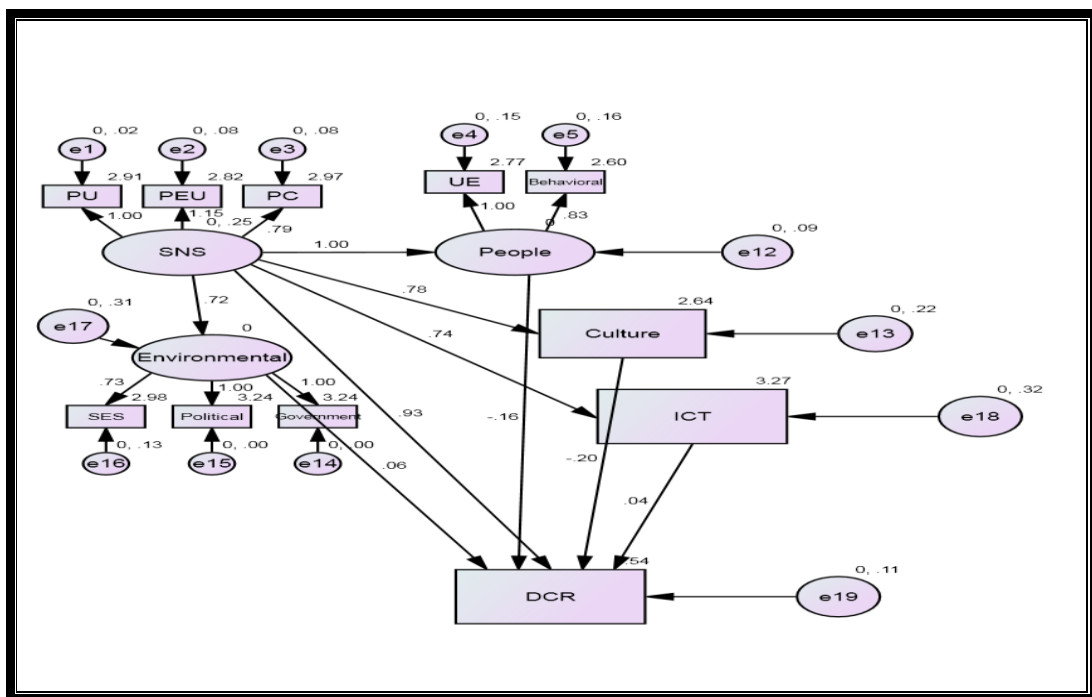 0, .02
0, .08
0, .08
e1
e2
e3
2.91
2.82
2.97
PU
PEU
PC
1.00
1.15
0, .25
.79
SNS
0, .15
0, .16
e4
e5
2.77
2.60
UE
Behavioral
1.00
.83
0
People
1.00
0, .09
e12
.72
.78
.74
0, .31
e17
0
Environmental
2.64
Culture
0, .22
e13
.73
1.00
1.00
2.98
3.24
3.24
SES
Political
Government
0, .13
0, .00
0, .00
e16
e15
e14
3.27
ICT
0, .32
e18
.93
-.16
.06
-.20
.04
.54
DCR
0, .11
e19